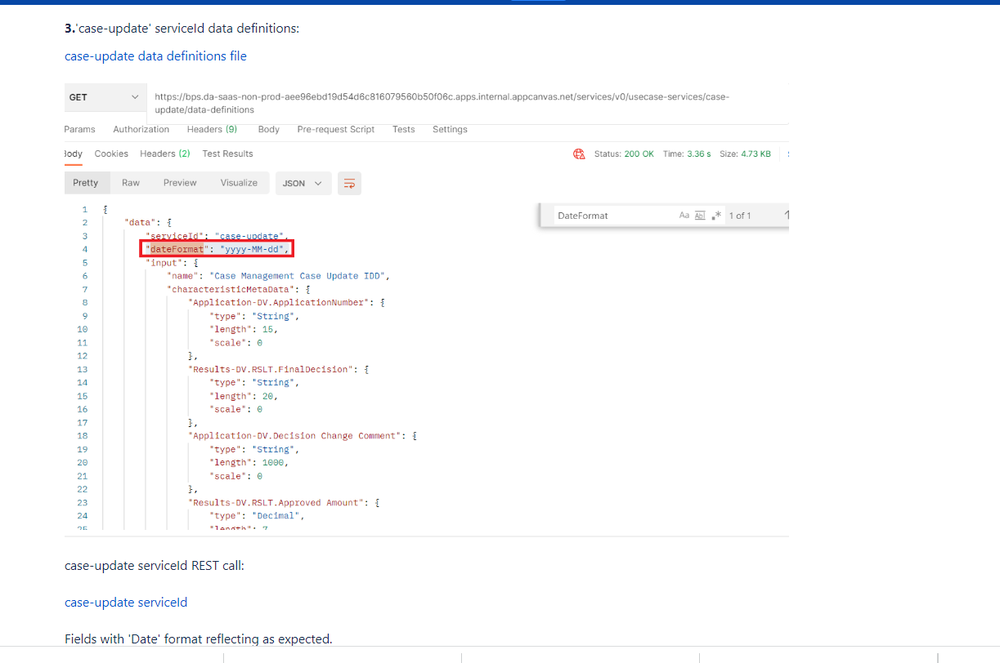 3.'case-update' serviceId data definitions:
case-update data definitions file
GET
https://bps.da-saas-non-prod-aee96ebd19d54d6c816079560b50f06c.apps.internal.appcanvas.net/services/v0/usecase-services/case-
update/data-definitions
Params Authorization Headers (9) Body Pre-request Script Tests Settings
Body Cookies Headers (2) Test Results Status: 200 OK Time: 3.36 s Size: 4.73 KB
Pretty Raw Preview Visualize JSON
DateFormat Aa Abl .* 1 of 1
1 {
2 "data": {
3 "serviceId": "case-update",
4 "dateFormat": "yyyy-MM-dd",
5 "input": {
6 "name": "Case Management Case Update IDD",
7 "characteristicMetaData": {
8 "Application-DV.ApplicationNumber": {
9 "type": "String",
10 "length": 15,
11 "scale": 0
12 },
13 "Results-DV.RSLT.FinalDecision": {
14 "type": "String",
15 "length": 20,
16 "scale": 0
17 },
18 "Application-DV.Decision Change Comment": {
19 "type": "String",
20 "length": 1000,
21 "scale": 0
22 },
23 "Results-DV.RSLT.Approved Amount": {
24 "type": "Decimal",
25 "length": 7
case-update serviceId REST call:
case-update serviceId
Fields with 'Date' format reflecting as expected.